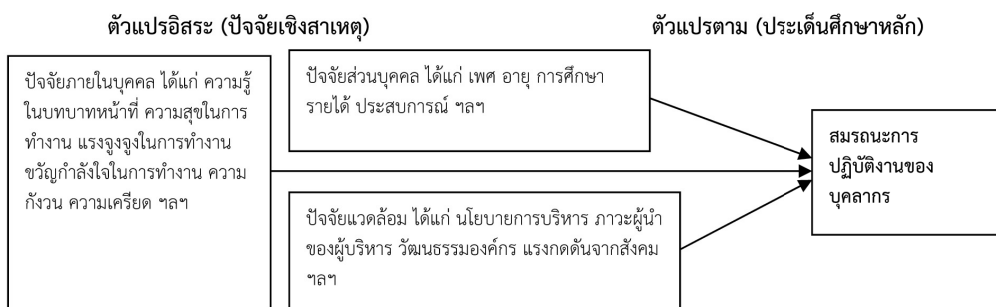 ตัวแปรอิสระ (ปัจจัยเชิงสาเหตุ)
ตัวแปรตาม (ประเด็นศึกษาหลัก)
ปัจจัยภายในบุคคล ได้แก่ ความรู้
ในบทบาทหน้าที่ ความสุขในการ
ทำงาน แรงจูงจูงในการทำงาน
ขวัญกำลังใจในการทำงาน ความ
กังวน ความเครียด ฯลฯ
ปัจจัยส่วนบุคคล ได้แก่ เพศ อายุ การศึกษา
รายได้ ประสบการณ์ ฯลฯ
ปัจจัยแวดล้อม ได้แก่ นโยบายการบริหาร ภาวะผู้นำ
ของผู้บริหาร วัฒนธรรมองค์กร แรงกดดันจากสังคม
ฯลฯ
สมรถนะการ
ปฏิบัติงานของ
บุคลากร